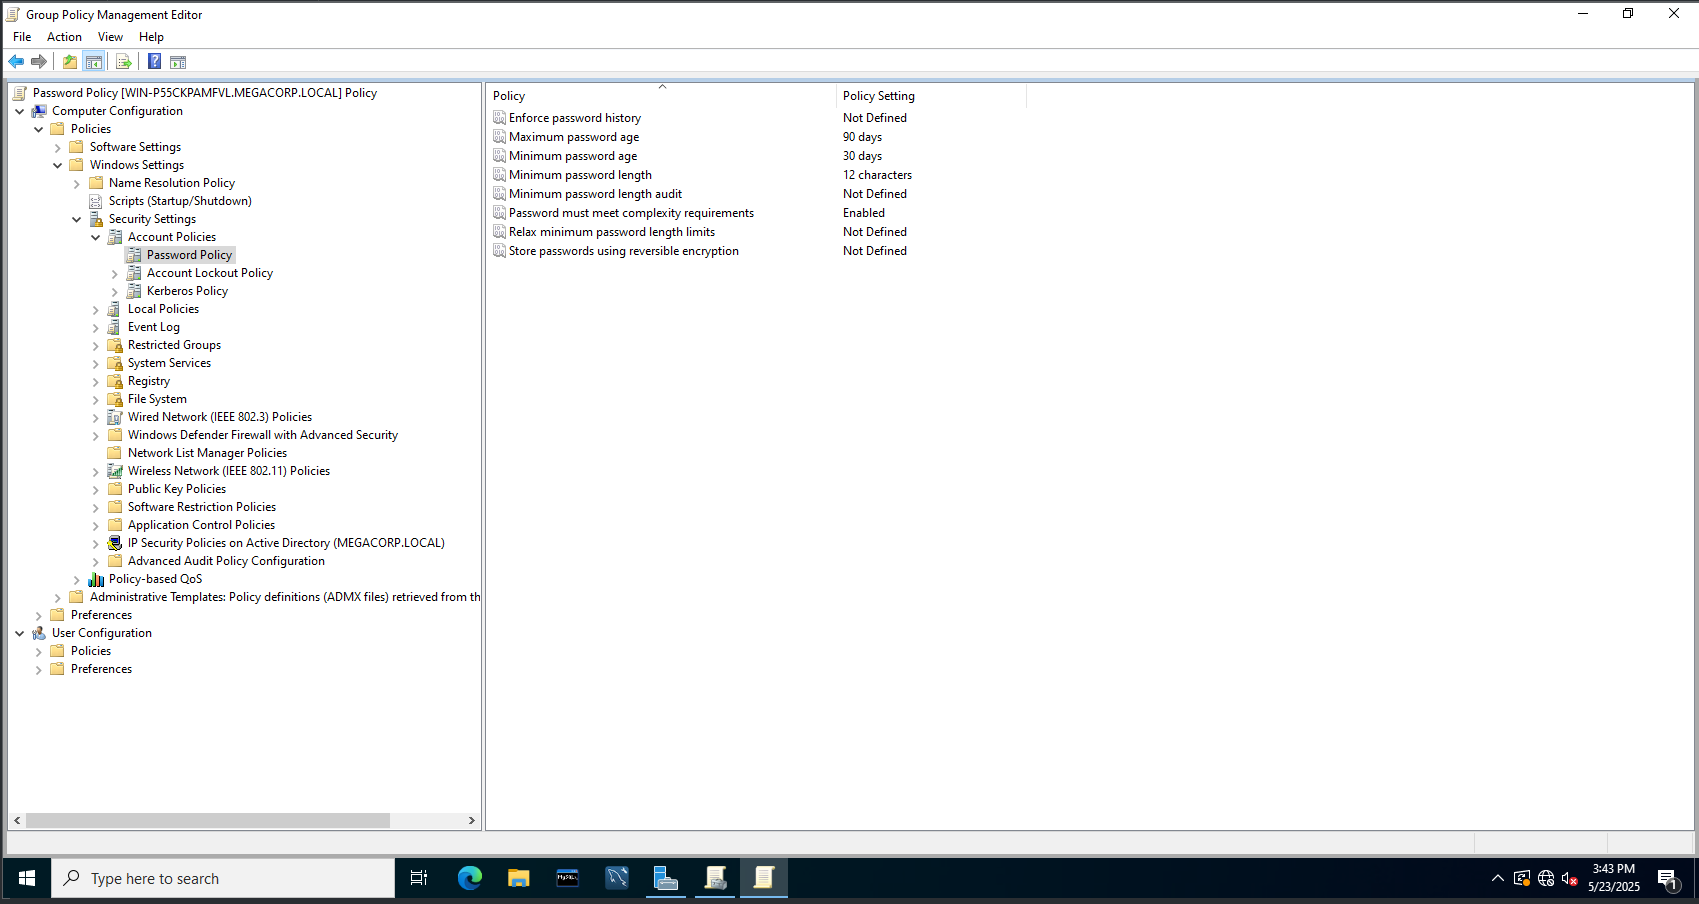 Group Policy Management Editor
File Action View Help
Password Policy [WIN-P55CKPAMFVL.MEGACORP.LOCAL] Policy
Computer Configuration
Policies
Software Settings
Windows Settings
Name Resolution Policy
Scripts (Startup/Shutdown)
Security Settings
Account Policies
Password Policy
Account Lockout Policy
Kerberos Policy
Local Policies
Event Log
Restricted Groups
System Services
Registry
File System
Wired Network (IEEE 802.3) Policies
Windows Defender Firewall with Advanced Security
Network List Manager Policies
Wireless Network (IEEE 802.11) Policies
Public Key Policies
Software Restriction Policies
Application Control Policies
IP Security Policies on Active Directory (MEGACORP.LOCAL)
Advanced Audit Policy Configuration
Policy-based QoS
Administrative Templates: Policy definitions (ADMX files) retrieved from th
Preferences
User Configuration
Policies
Preferences
Policy Policy Setting
Enforce password history Not Defined
Maximum password age 90 days
Minimum password age 30 days
Minimum password length 12 characters
Minimum password length audit Not Defined
Password must meet complexity requirements Enabled
Relax minimum password length limits Not Defined
Store passwords using reversible encryption Not Defined
Type here to search
MySQL
3:43 PM
5/23/2025
1